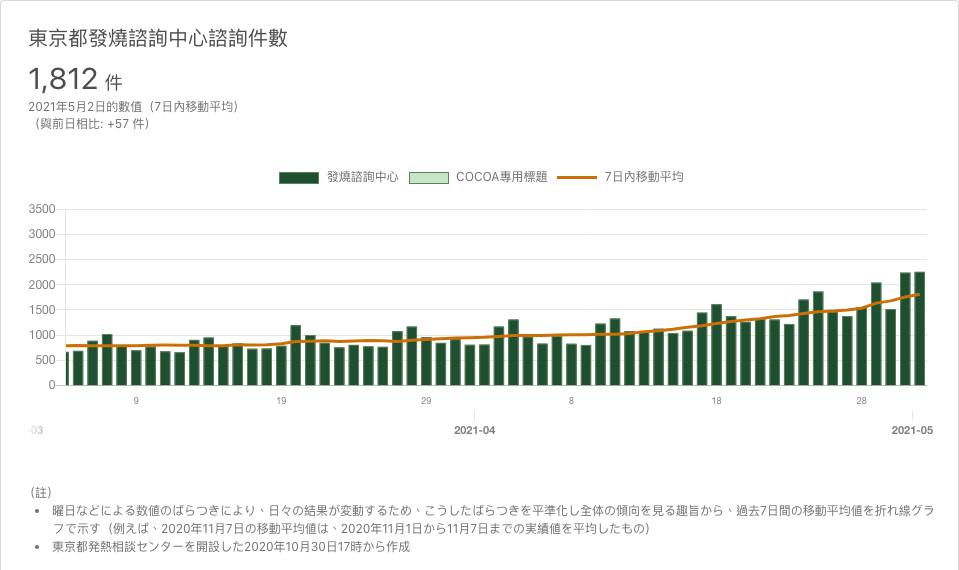 東京都發燒諮詢中心諮詢件數
1,812 件
2021年5月2日的數值（7日內移動平均）
（與前日相比: +57 件）
發燒諮詢中心 COCOA專用標題 7日內移動平均
3500
3000
2500
2000
1500
1000
500
0
9 19 29 8 18 28
-03 2021-04 2021-05
（註）
• 曜日などによる数値のばらつきにより、日々の結果が変動するため、こうしたばらつきを平準化し全体の傾向を見る趣旨から、過去7日間の移動平均値を折れ線グラ
フで示す（例えば、2020年11月7日の移動平均値は、2020年11月1日から11月7日までの実績値を平均したもの）
• 東京都発熱相談センターを開設した2020年10月30日17時から作成